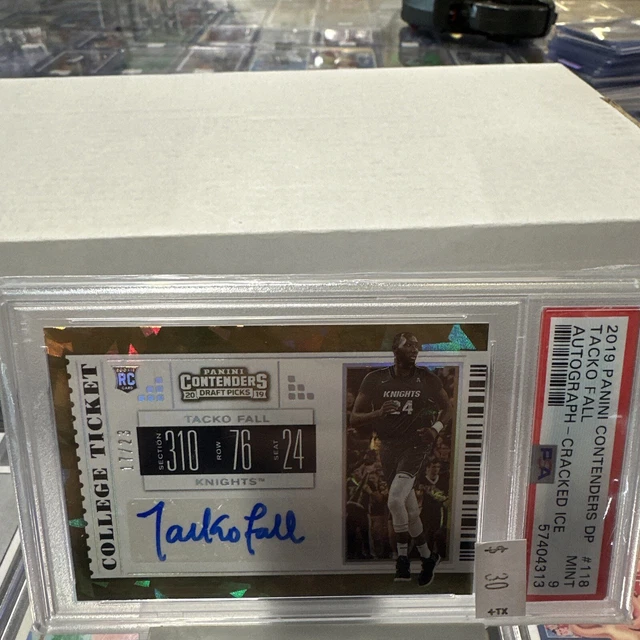 COLLEGE TICKET
11/23
RC
PANINI
CONTENDERS
20 DRAFT PICKS 19
TACKO FALL
SECTION 310 ROW 76 SEAT 24
KNIGHTS™
Tacko Fall
KNIGHTS
24
2019 PANINI CONTENDERS DP #118
TACKO FALL MINT
AUTOGRAPH - CRACKED ICE 9
PSA 57404313
$30
+TX